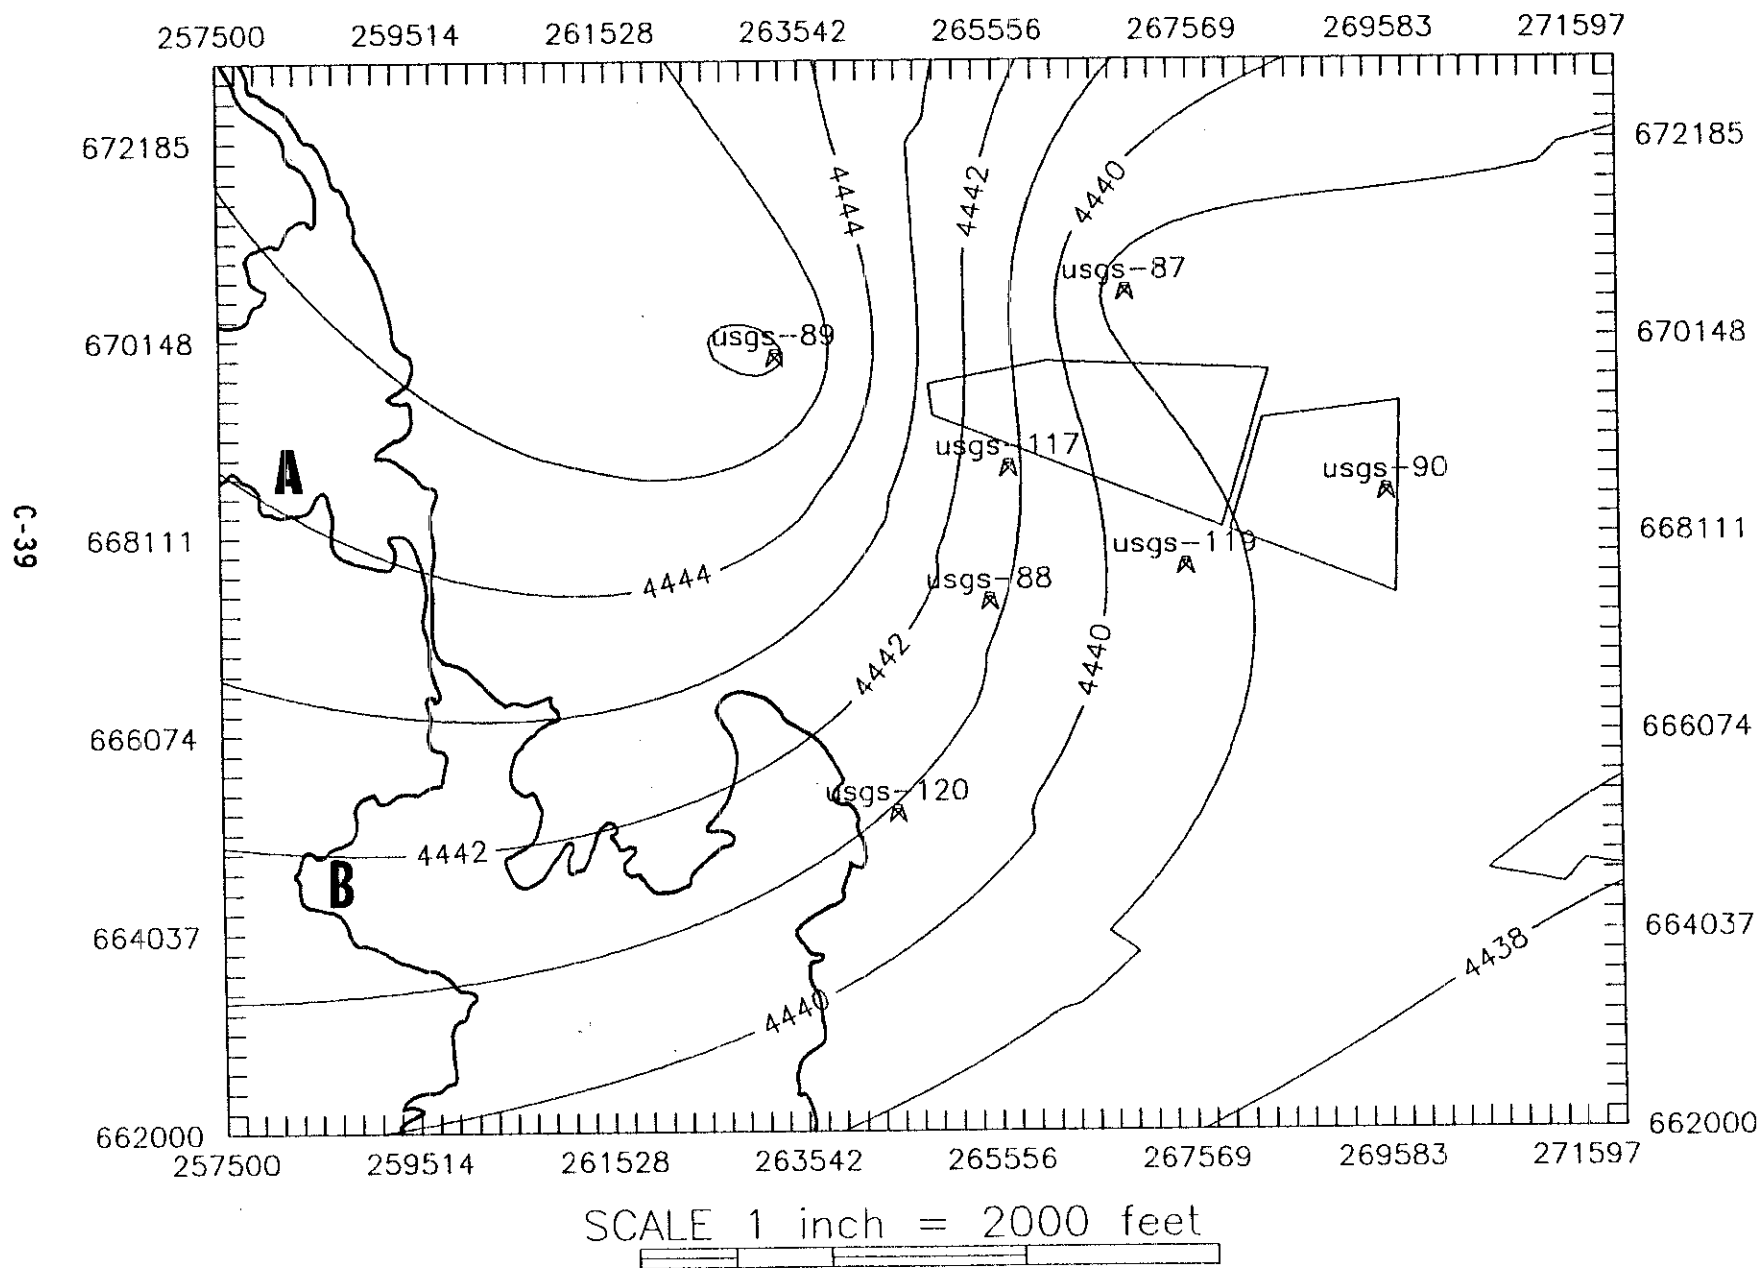 257500 259514 261528 263542 265556 267569 269583 271597
672185 672185
4444
4442
4440
usgs-87
670148 670148
usgs-89
usgs-117
usgs-90
A
C-39
668111 668111
usgs-119
4444
usgs-88
4442
4440
666074 666074
usgs-120
4442
B
664037 664037
4438
4440
662000 662000
257500 259514 261528 263542 265556 267569 269583 271597
SCALE 1 inch = 2000 feet